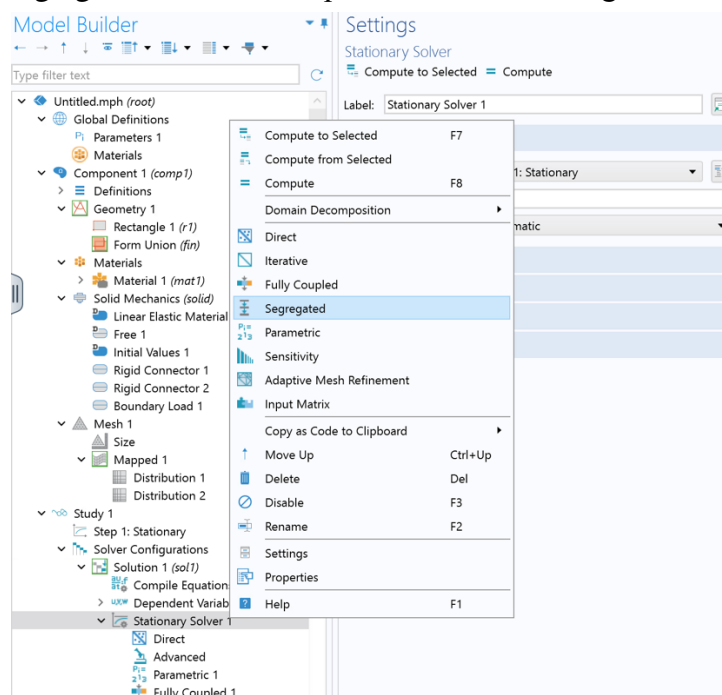 Model Builder
Type filter text
Untitled.mph (root)
Global Definitions
Pi Parameters 1
Materials
Component 1 (comp1)
Definitions
Geometry 1
Rectangle 1 (r1)
Form Union (fin)
Materials
Material 1 (mat1)
Solid Mechanics (solid)
Linear Elastic Material
Free 1
Initial Values 1
Rigid Connector 1
Rigid Connector 2
Boundary Load 1
Mesh 1
Size
Mapped 1
Distribution 1
Distribution 2
Study 1
Step 1: Stationary
Solver Configurations
Solution 1 (sol1)
Compile Equation
Dependent Variab
Stationary Solver 1
Direct
Advanced
Parametric 1
Fully Coupled 1
Compute to Selected F7
Compute from Selected
Compute F8
Domain Decomposition
Direct
Iterative
Fully Coupled
Segregated
Parametric
Sensitivity
Adaptive Mesh Refinement
Input Matrix
Copy as Code to Clipboard
Move Up Ctrl+Up
Delete Del
Disable F3
Rename F2
Settings
Properties
Help F1
Settings
Stationary Solver
Compute to Selected = Compute
Label: Stationary Solver 1
1: Stationary
matic